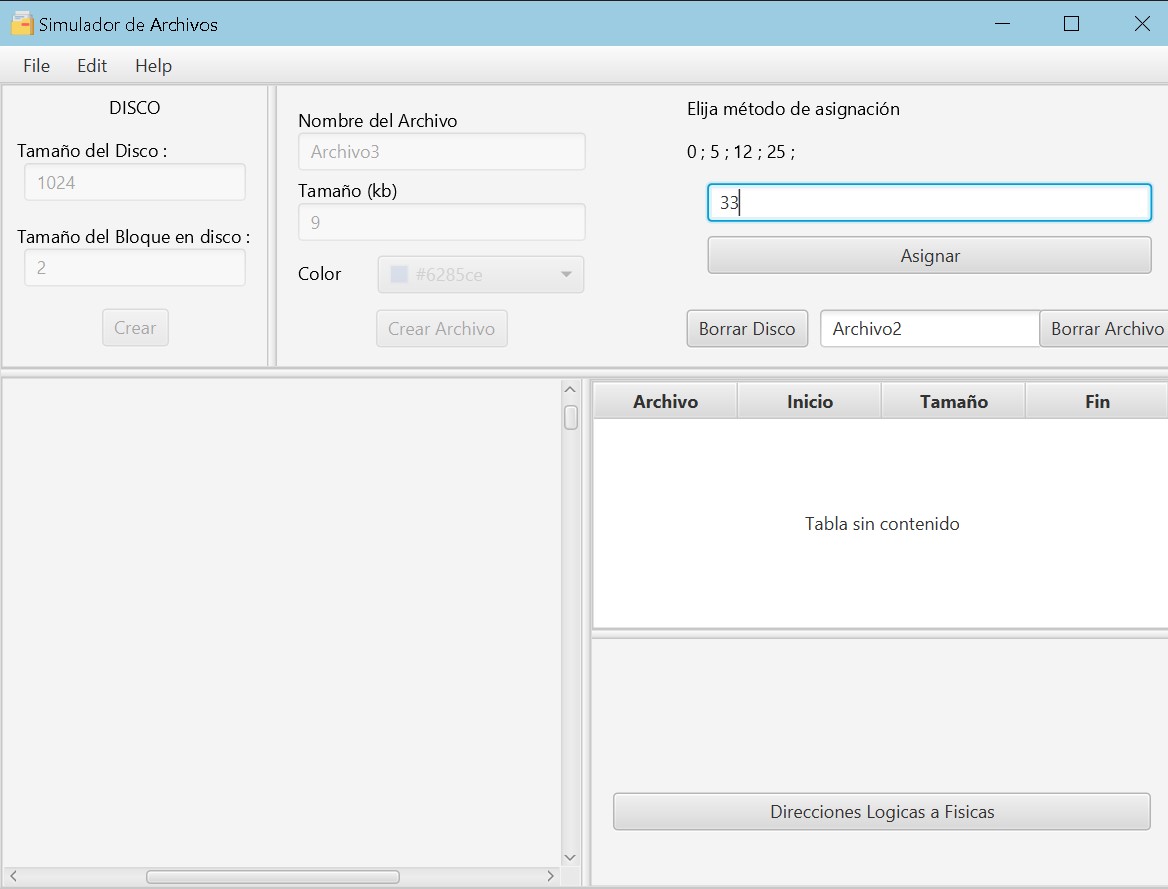 Simulador de Archivos
File Edit Help
DISCO
Tamaño del Disco :
1024
Tamaño del Bloque en disco :
2
Crear
Nombre del Archivo
Archivo3
Tamaño (kb)
9
Color
#6285ce
Crear Archivo
Elija método de asignación
0 ; 5 ; 12 ; 25 ;
33
Asignar
Borrar Disco
Archivo2
Borrar Archivo
Archivo Inicio Tamaño Fin
Tabla sin contenido
Direcciones Logicas a Fisicas